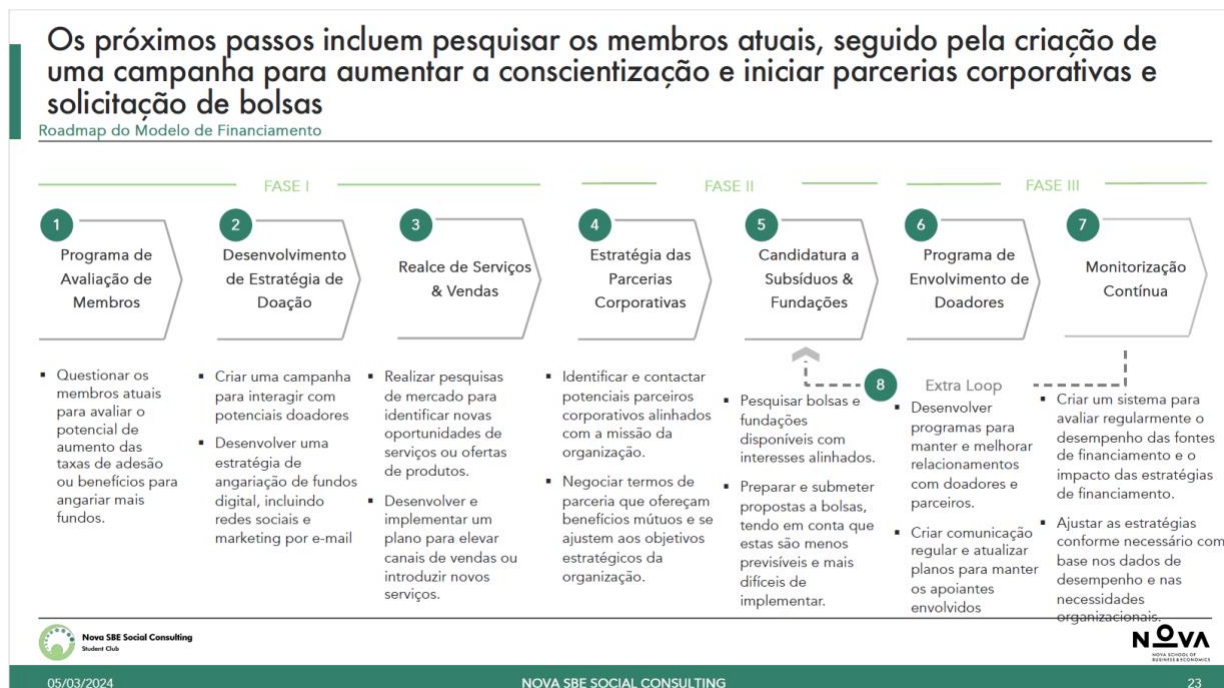 Os próximos passos incluem pesquisar os membros atuais, seguido pela criação de
uma campanha para aumentar a conscientização e iniciar parcerias corporativas e
solicitação de bolsas
Roadmap do Modelo de Financiamento
FASE I
FASE II
FASE III
1
Programa de
Avaliação de
Membros
2
Desenvolvimento
de Estratégia de
Doação
3
Realce de Serviços
& Vendas
4
Estratégia das
Parcerias
Corporativas
5
Candidatura a
Subsíduos &
Fundações
6
Programa de
Envolvimento de
Doadores
7
Monitorização
Contínua
8
Extra Loop
▪ Questionar os
membros atuais
para avaliar o
potencial de
aumento das
taxas de adesão
ou benefícios para
angariar mais
fundos.
▪ Criar uma campanha
para interagir com
potenciais doadores
▪ Desenvolver uma
estratégia de
angariação de fundos
digital, incluindo
redes sociais e
marketing por e-mail
▪ Realizar pesquisas
de mercado para
identificar novas
oportunidades de
serviços ou ofertas
de produtos.
▪ Desenvolver e
implementar um
plano para elevar
canais de vendas ou
introduzir novos
serviços.
▪ Identificar e contactar
potenciais parceiros
corporativos alinhados
com a missão da
organização.
▪ Negociar termos de
parceria que ofereçam
benefícios mútuos e se
ajustem aos objetivos
estratégicos da
organização.
▪ Pesquisar bolsas e
fundações
disponíveis com
interesses alinhados.
▪ Preparar e submeter
propostas a bolsas,
tendo em conta que
estas são menos
previsíveis e mais
difíceis de
implementar.
▪ Desenvolver
programas para
manter e melhorar
relacionamentos
com doadores e
parceiros.
▪ Criar comunicação
regular e atualizar
planos para manter
os apoiantes
envolvidos
▪ Criar um sistema para
avaliar regularmente o
desempenho das fontes
de financiamento e o
impacto das estratégias
de financiamento.
▪ Ajustar as estratégias
conforme necessário com
base nos dados de
desempenho e nas
necessidades
organizacionais.
Nova SBE Social Consulting
Student Club
NOVA
NOVA SCHOOL OF
BUSINESS & ECONOMICS
05/03/2024
NOVA SBE SOCIAL CONSULTING
23